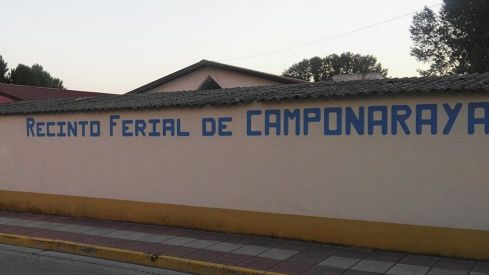 Recinto Ferial de Camponaraya